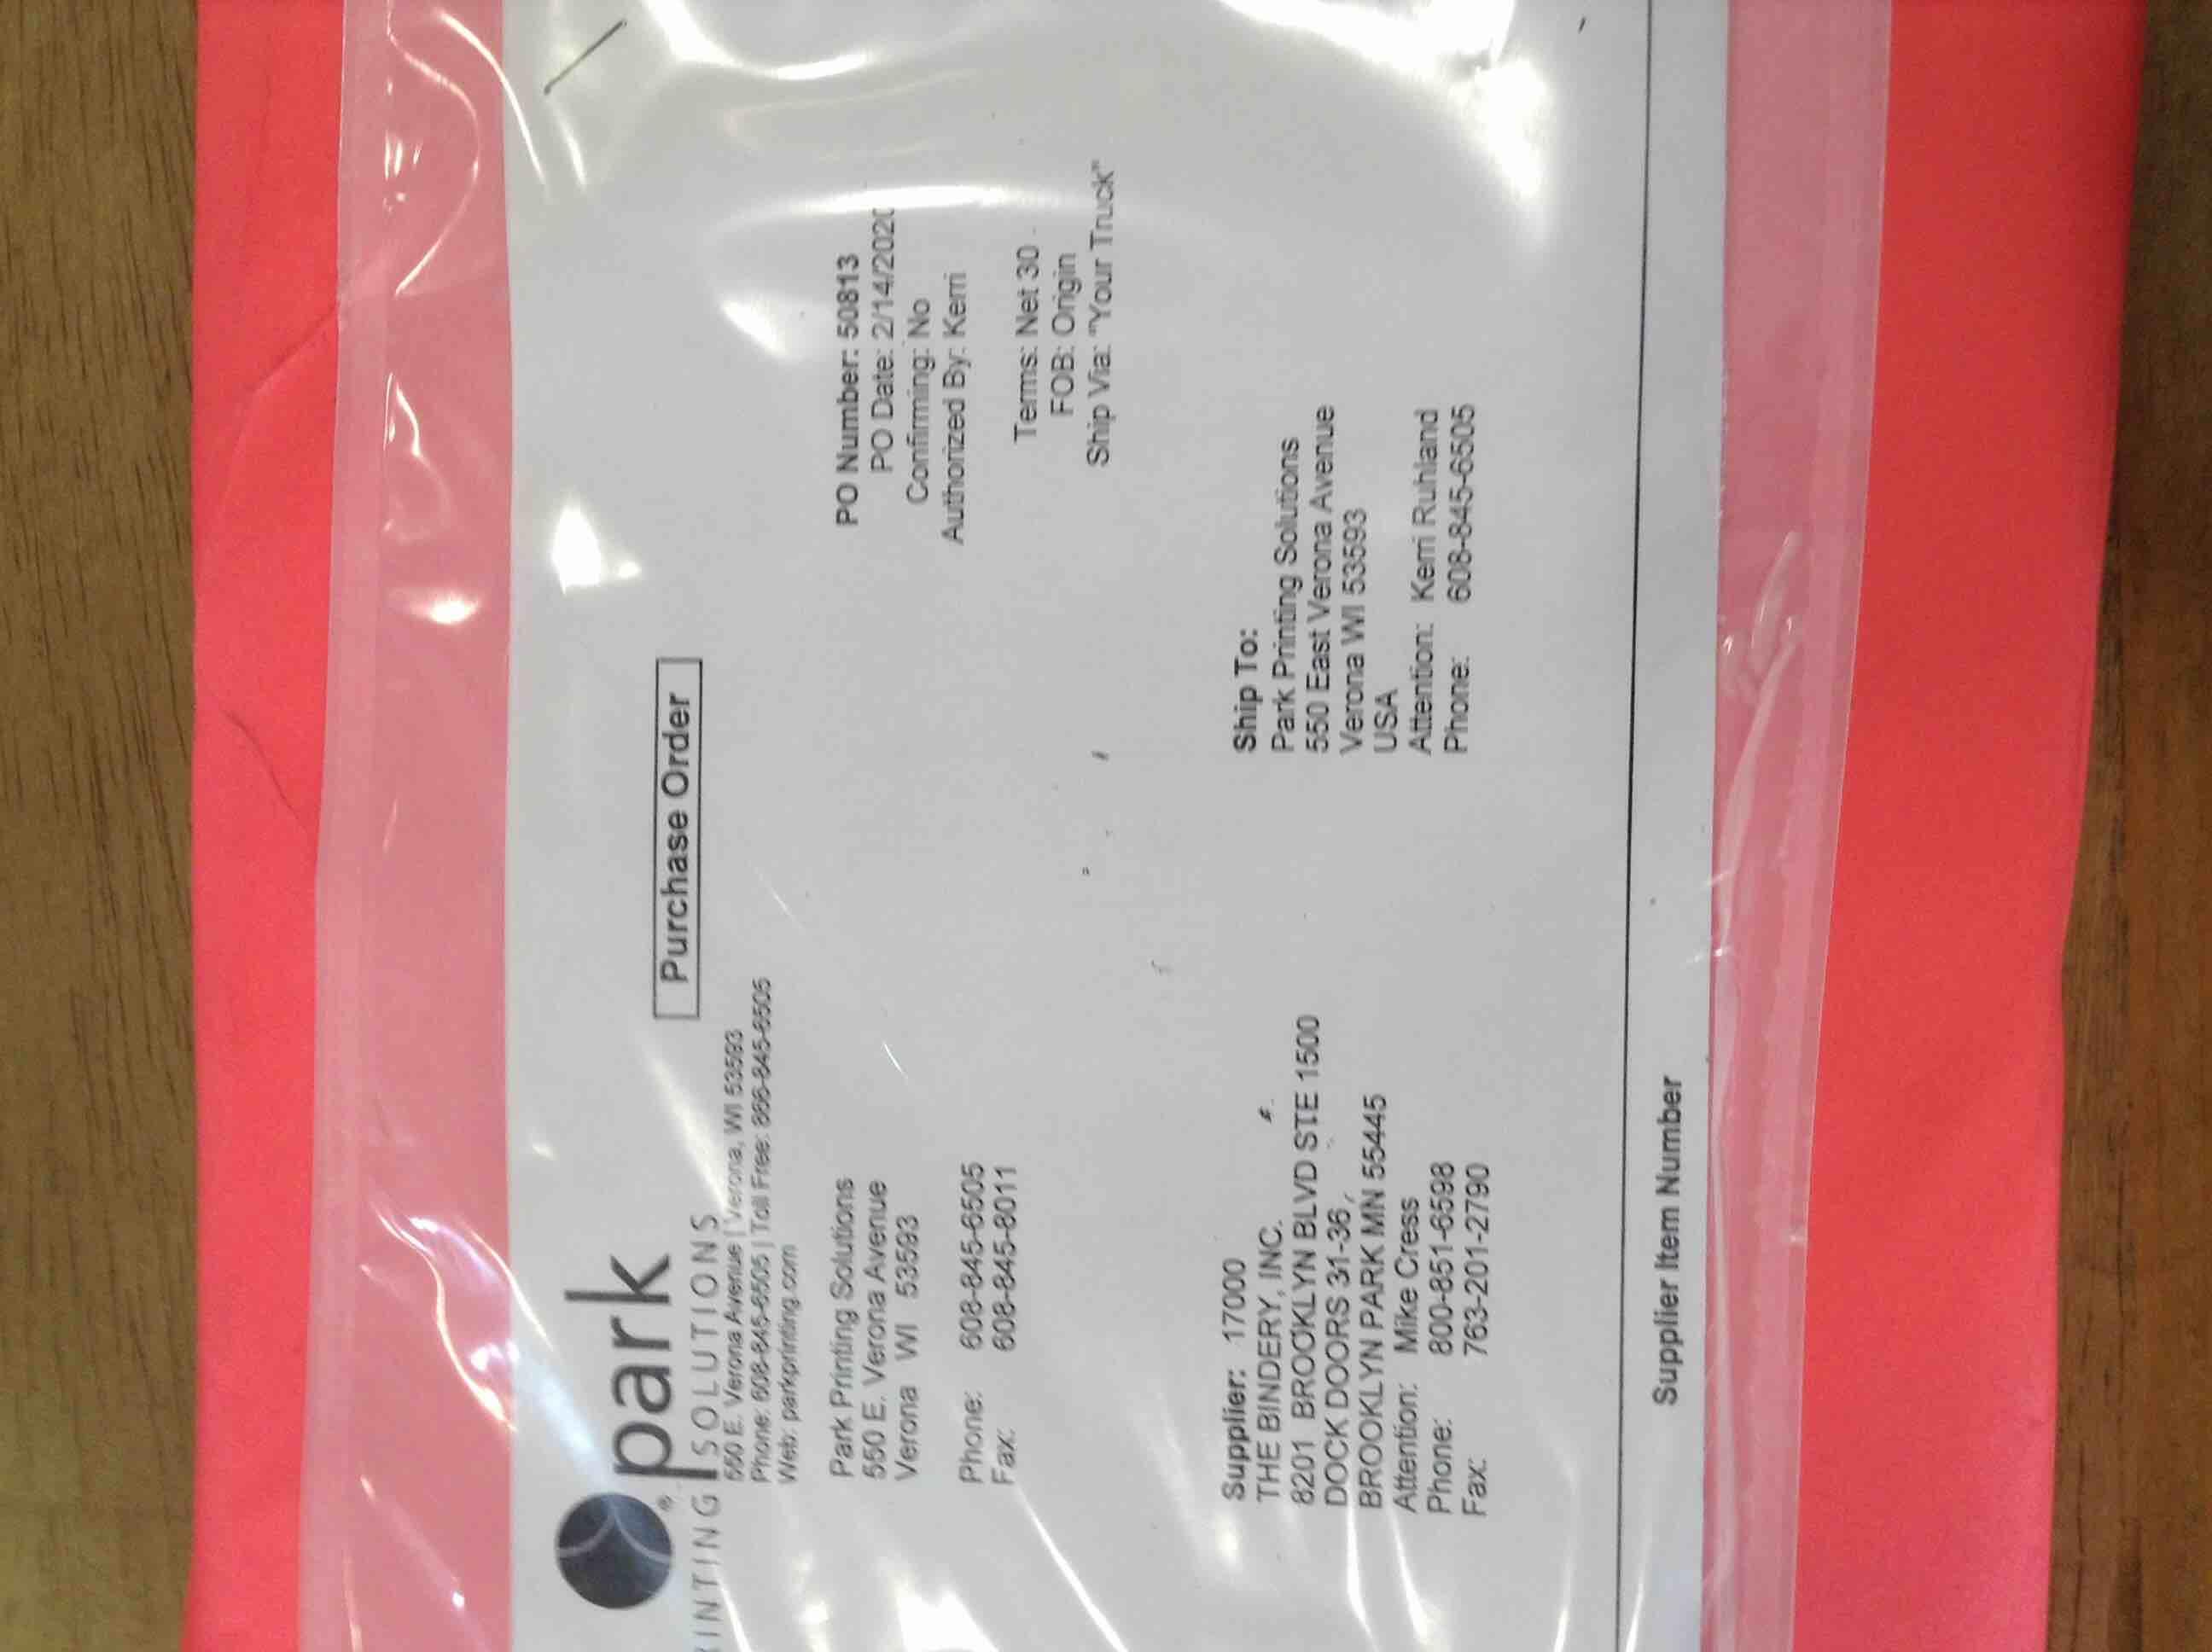 park
PRINTING SOLUTIONS
550 E. Verona Avenue | Verona, WI 53593
Phone: 608-845-6505 | Toll Free: 866-845-6505
Web: parkprinting.com
Purchase Order
Park Printing Solutions
550 E. Verona Avenue
Verona WI 53593
Phone: 608-845-6505
Fax: 608-845-8011
PO Number: 50813
PO Date: 2/14/2020
Confirming: No
Authorized By: Kerri
Terms: Net 30
FOB: Origin
Ship Via: "Your Truck"
Supplier: 17000
THE BINDERY, INC.
8201 BROOKLYN BLVD STE 1500
DOCK DOORS 31-36,
BROOKLYN PARK MN 55445
Attention: Mike Cress
Phone: 800-851-6598
Fax: 763-201-2790
Ship To:
Park Printing Solutions
550 East Verona Avenue
Verona WI 53593
USA
Attention: Kerri Ruhland
Phone: 608-845-6505
Supplier Item Number